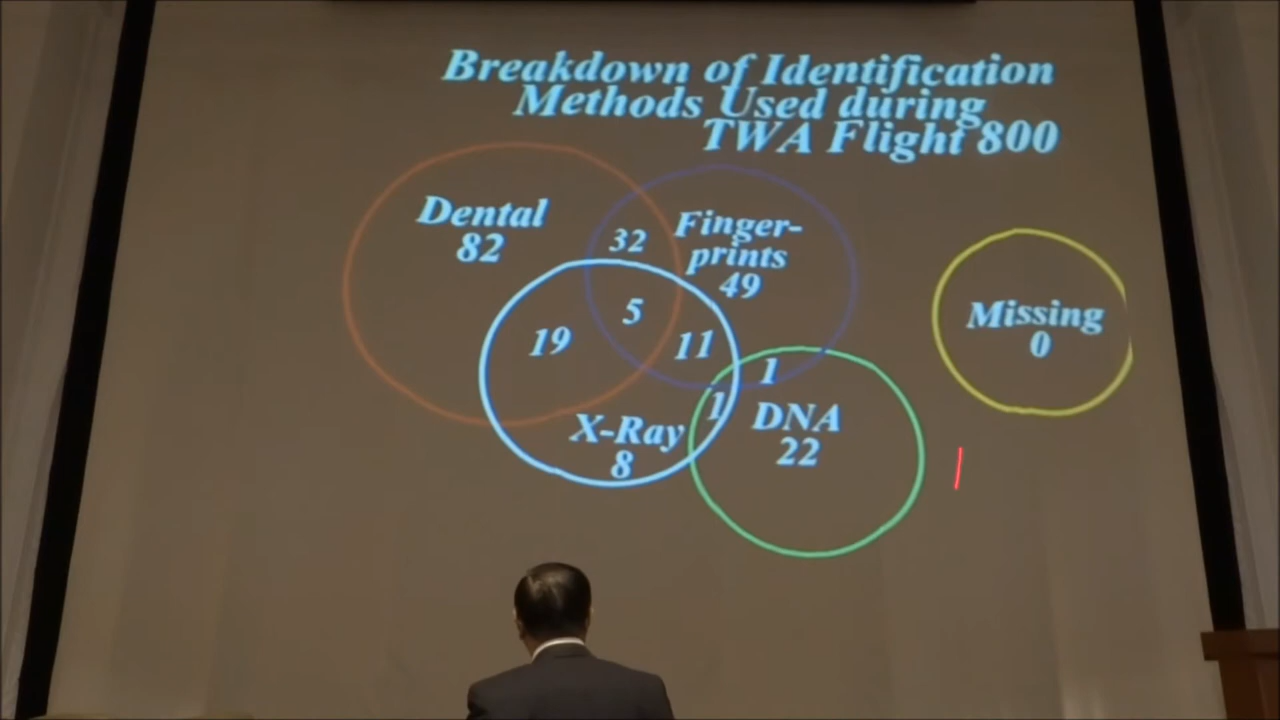 Breakdown of Identification
Methods Used during
TWA Flight 800
Dental
82
32
Finger-
prints
49
5
19
11
Missing
0
1
1
DNA
22
X-Ray
8